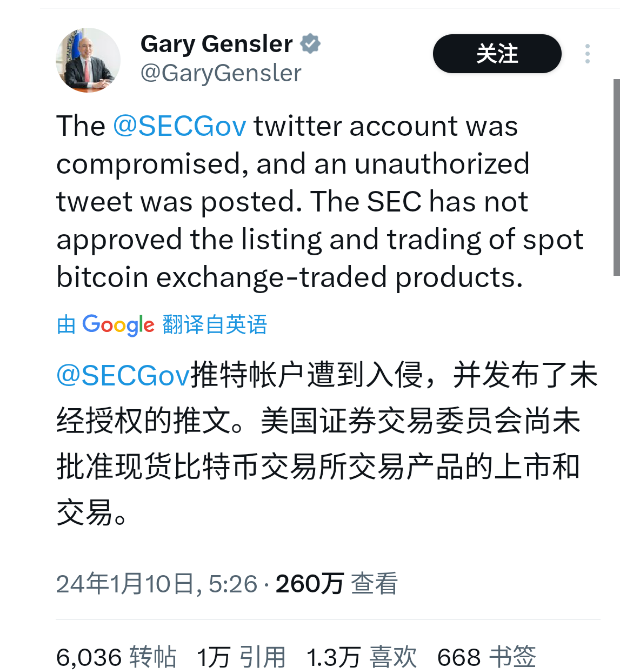 Gary Gensler
@GaryGensler
关注
The @SECGov twitter account was
compromised, and an unauthorized
tweet was posted. The SEC has not
approved the listing and trading of spot
bitcoin exchange-traded products.
由 Google 翻译自英语
@SECGov推特帐户遭到入侵，并发布了未
经授权的推文。美国证券交易委员会尚未
批准现货比特币交易所交易产品的上市和
交易。
24年1月10日, 5:26 · 260万 查看
6,036 转帖 1万 引用 1.3万 喜欢 668 书签